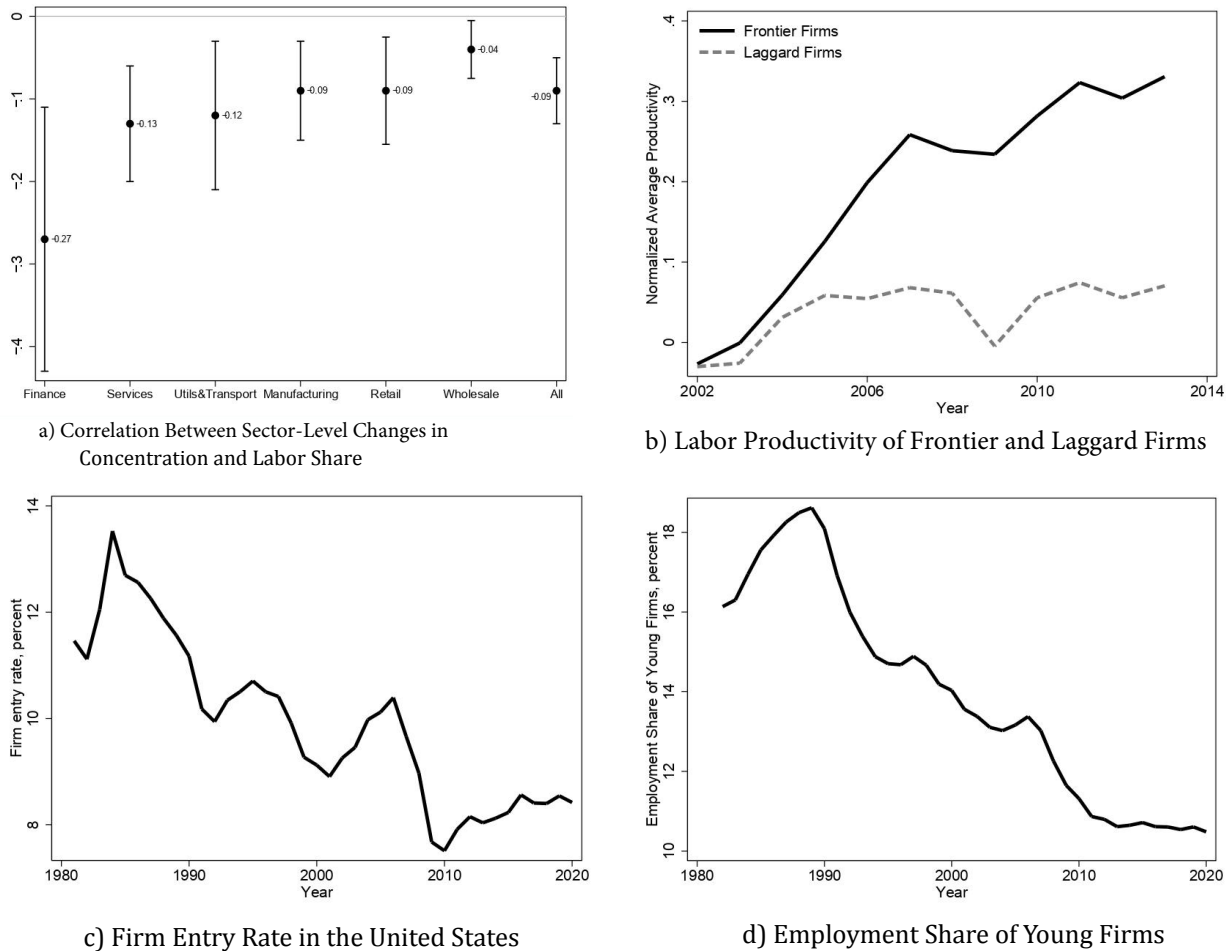 -0
-.1
-.2
-.3
-.4
-0.27
-0.13
-0.12
-0.09
-0.09
-0.04
-0.09
Finance Services Utils&Transport Manufacturing Retail Wholesale All
a) Correlation Between Sector-Level Changes in
Concentration and Labor Share
Normalized Average Productivity
.4
.3
.2
.1
0
Frontier Firms
Laggard Firms
2002 2006 2010 2014
Year
b) Labor Productivity of Frontier and Laggard Firms
Firm entry rate, percent
14
12
10
8
1980 1990 2000 2010 2020
Year
c) Firm Entry Rate in the United States
Employment Share of Young Firms, percent
18
16
14
12
10
1980 1990 2000 2010 2020
Year
d) Employment Share of Young Firms